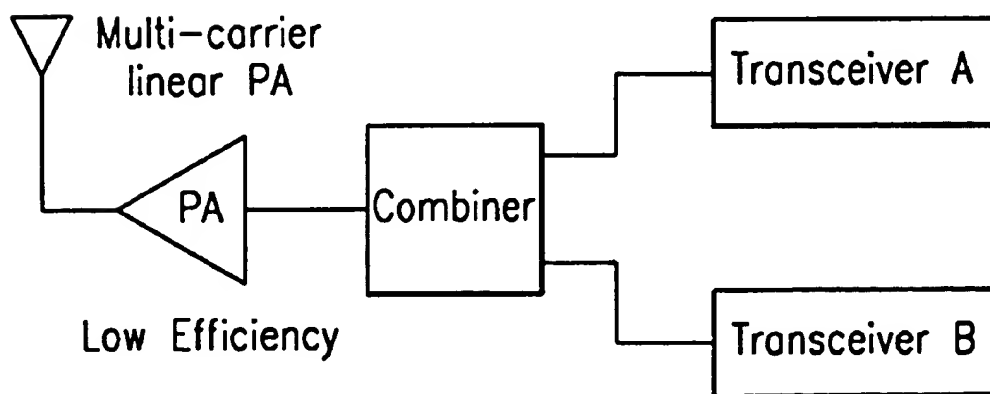 Multi-carrier
linear PA
Transceiver A
PA
Combiner
Low Efficiency
Transceiver B